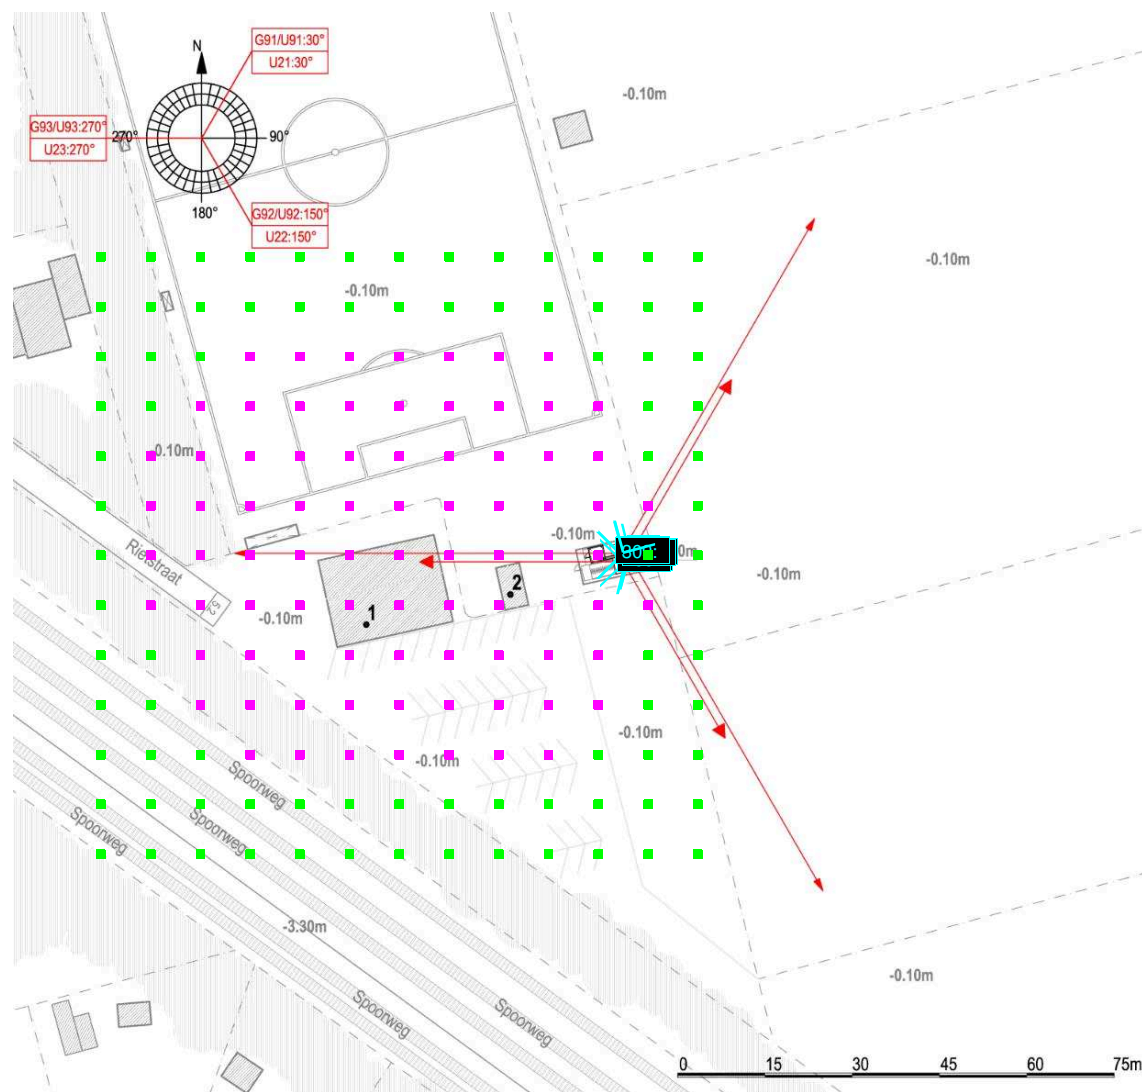 N
G91/U91:30°
U21:30°
-0.10m
G93/U93:270°
270°
90°
U23:270°
180°
G92/U92:150°
U22:150°
-0.10m
-0.10m
-0.10m
Rietstraat
-0.10m
-0.10m
2
1
-0.10m
-0.10m
-0.10m
Spoorweg
Spoorweg
Spoorweg
-3.30m
-0.10m
Spoorweg
Spoorweg
0 15 30 45 60 75m